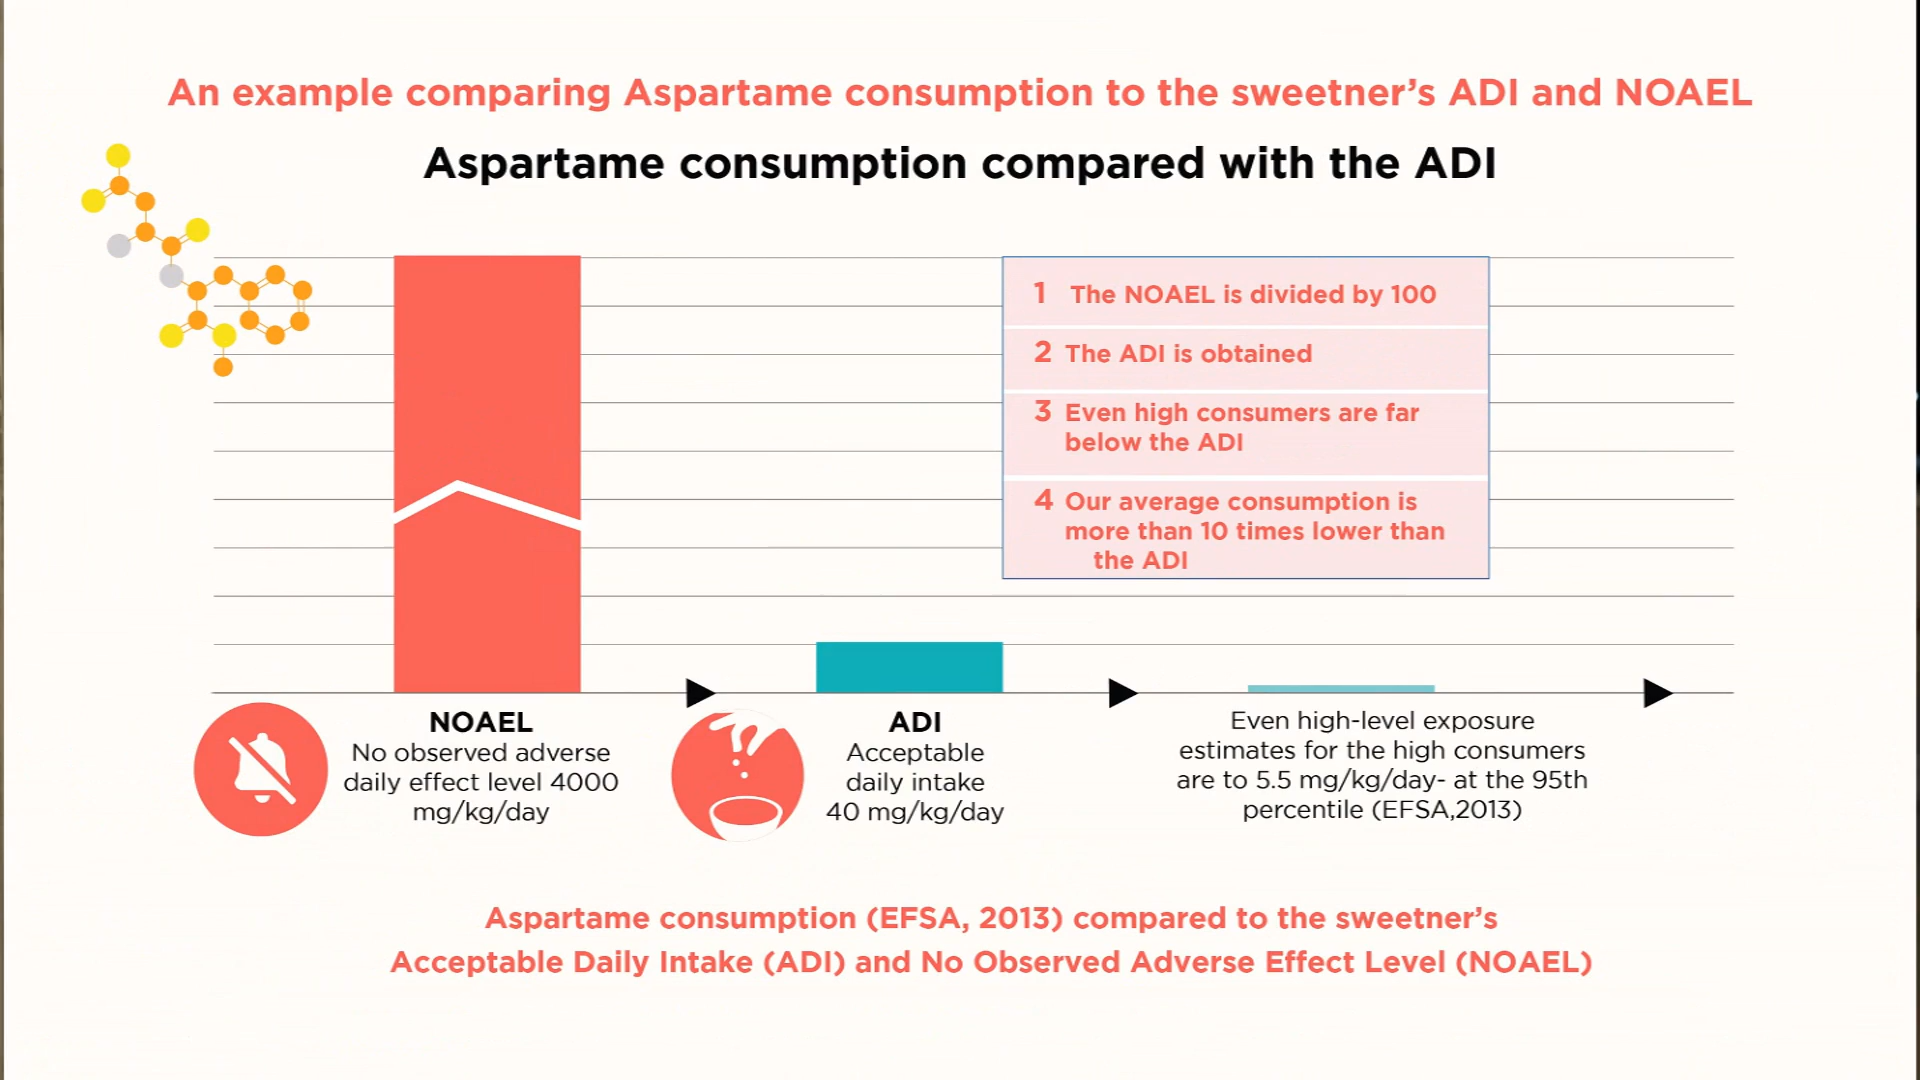 An example comparing Aspartame consumption to the sweetner's ADI and NOAEL
Aspartame consumption compared with the ADI
1 The NOAEL is divided by 100
2 The ADI is obtained
3 Even high consumers are far
below the ADI
4 Our average consumption is
more than 10 times lower than
the ADI
NOAEL
No observed adverse
daily effect level 4000
mg/kg/day
ADI
Acceptable
daily intake
40 mg/kg/day
Even high-level exposure
estimates for the high consumers
are to 5.5 mg/kg/day- at the 95th
percentile (EFSA,2013)
Aspartame consumption (EFSA, 2013) compared to the sweetner's
Acceptable Daily Intake (ADI) and No Observed Adverse Effect Level (NOAEL)